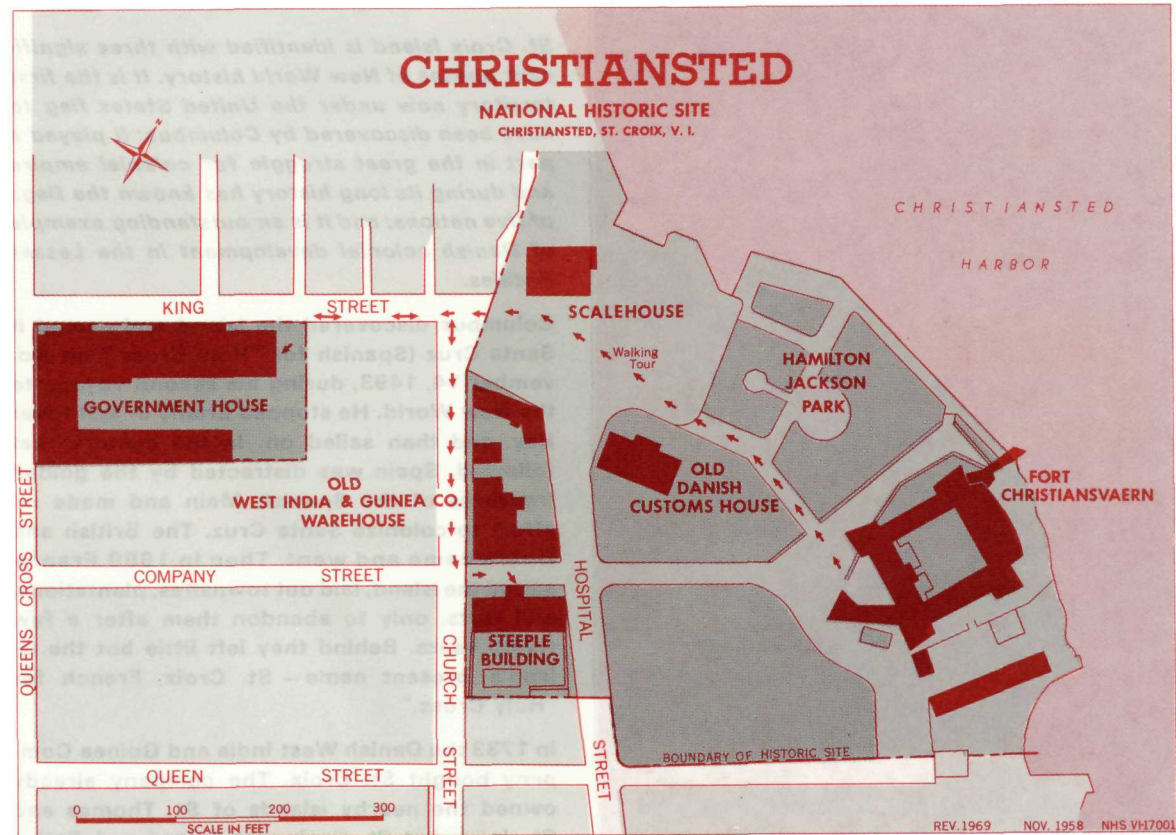 CHRISTIANSTED
NATIONAL HISTORIC SITE
CHRISTIANSTED, ST. CROIX, V. I.
CHRISTIANSTED
HARBOR
KING STREET
SCALEHOUSE
Walking
Tour
HAMILTON
JACKSON
PARK
GOVERNMENT HOUSE
OLD
WEST INDIA & GUINEA CO.
WAREHOUSE
OLD
DANISH
CUSTOMS HOUSE
FORT
CHRISTIANSVAERN
QUEENS CROSS STREET
COMPANY STREET
CHURCH STREET
HOSPITAL STREET
STEEPLE
BUILDING
BOUNDARY OF HISTORIC SITE
QUEEN STREET
0 100 200 300
SCALE IN FEET
REV. 1969 NOV. 1958 NHS VI-17001